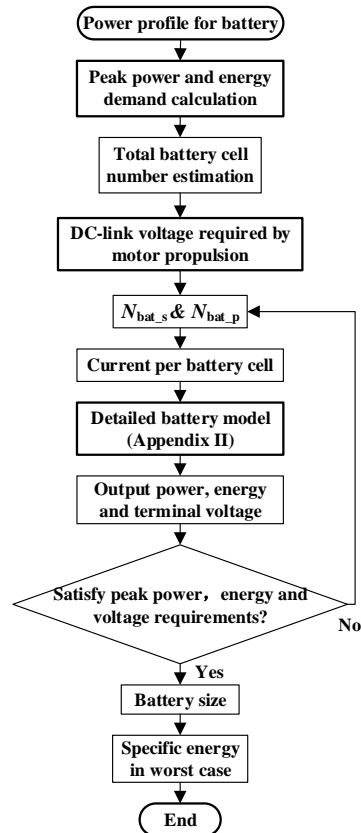 Power profile for battery
Peak power and energy
demand calculation
Total battery cell
number estimation
DC-link voltage required by
motor propulsion
N_bat_s & N_bat_p
Current per battery cell
Detailed battery model
(Appendix II)
Output power, energy
and terminal voltage
Satisfy peak power，energy and
voltage requirements?
No
Yes
Battery size
Specific energy
in worst case
End